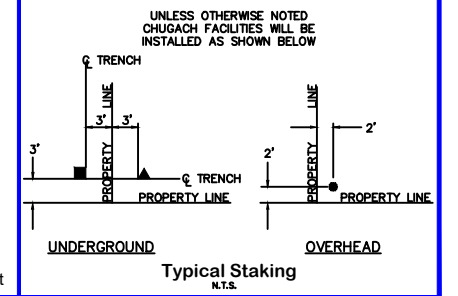 UNLESS OTHERWISE NOTED
CHUGACH FACILITIES WILL BE
INSTALLED AS SHOWN BELOW
℄ TRENCH
PROPERTY LINE
3' 3'
3'
℄ TRENCH
PROPERTY LINE
UNDERGROUND
PROPERTY LINE
2'
2'
PROPERTY LINE
OVERHEAD
Typical Staking
N.T.S.
t